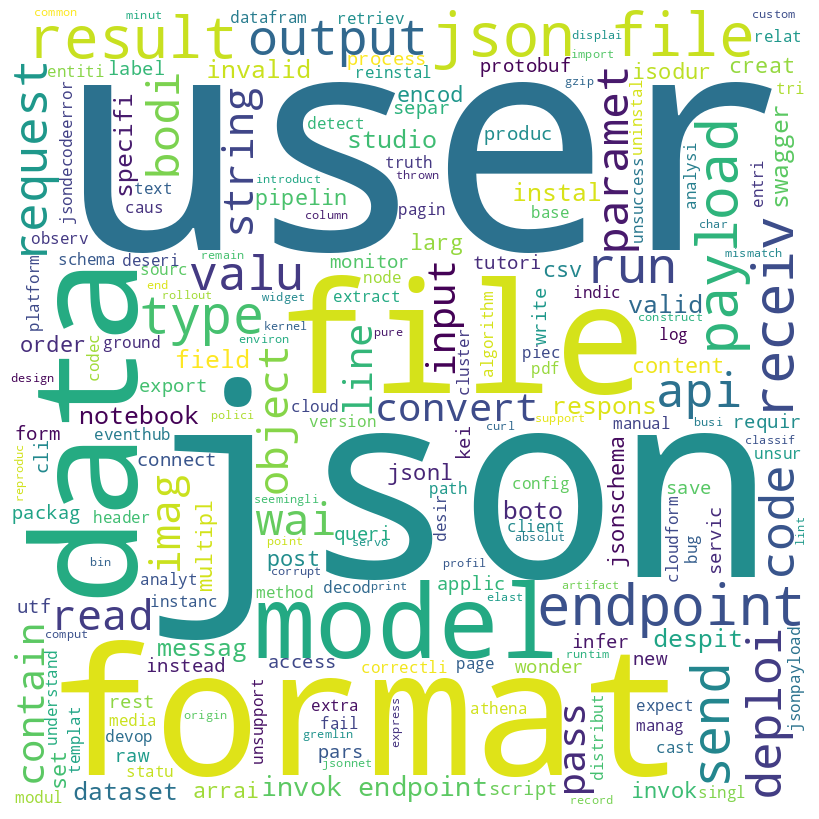 common
minut
datafram
retriev
custom
result
output
json file
displai
relat
import
process
entiti
label
invalid
reinstal
protobuf
isodur
creat
gzip
tri
user
request
jsondecodeerror
specifi
bodi
string
encod
separ
detect
studio
produc
paramet
uninstal
unsuccess
analysi
payload
swagger
entri
receiv
text
caus
introduct
truth
thrown
pipelin
column
pagin
instal
base
char
observ
platform
schema
deseri
remain
monitor
larg
tutori
mismatch
sourc
valu
node
csv
run
end
rollout
type
widget
extract
input
indic
valid
construct
data
codec
order
ground
kernel
file
algorithm
write
log
environ
pure
line
cluster
piec
pdf
field
content
api
design
export
polici
object
cloud
convert
respons
support
busi
notebook
version
curl
manual
requir
form
eventhub
classif
reproduc
cli
connect
json
jsonl
kei
config
jsonschema
unsur
code
packag
header
imag
multipl
seemingli
wai
queri
path
desir
boto
client
absolut
save
cloudform
bug
servic
lint
point
servo
post
bin
analyt
decod
profil
print
corrupt
utf
read
instanc
method
model
applic
elast
artifact
endpoint
comput
messag
runtim
contain
understand
instead
access
correctli
page
wonder
infer
new
despit
deploi
jsonpayload
format
set
templat
rest
media
devop
raw
statu
origin
unsupport
extra
fail
gremlin
pars
jsonnet
express
athena
pass
distribut
expect
manag
cast
send
modul
dataset
arrai
invok endpoint
script
record
invok
singl